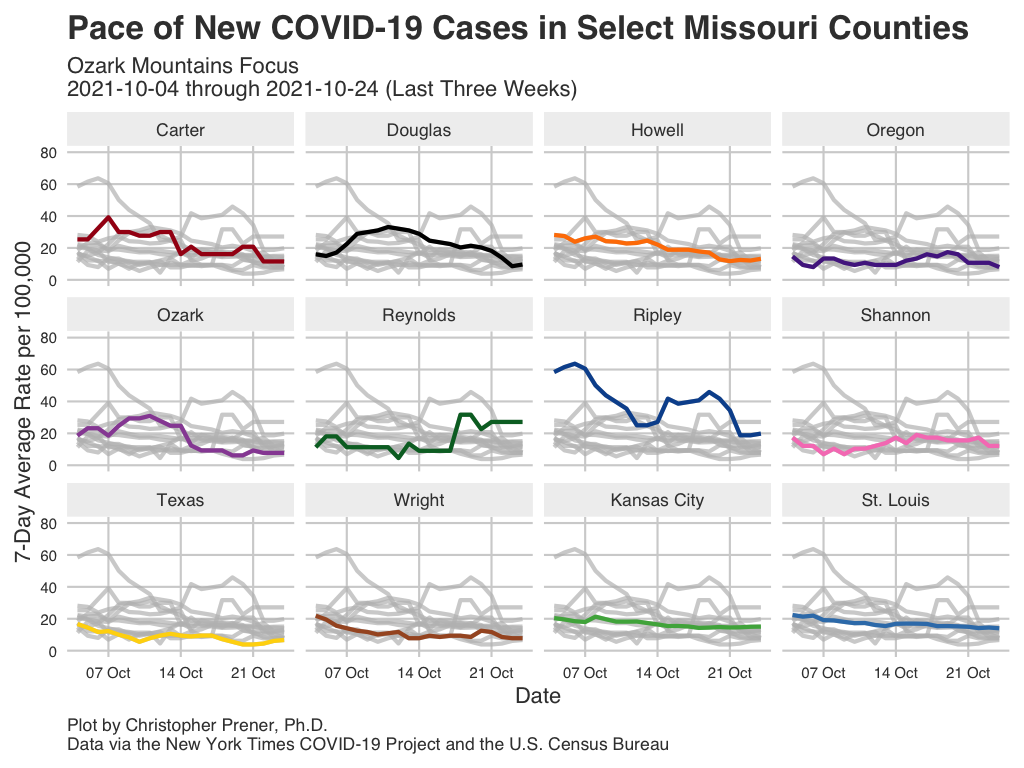 Pace of New COVID-19 Cases in Select Missouri Counties
Ozark Mountains Focus
2021-10-04 through 2021-10-24 (Last Three Weeks)
7-Day Average Rate per 100,000
Carter Douglas Howell Oregon
80
60
40
20
0
Ozark Reynolds Ripley Shannon
80
60
40
20
0
Texas Wright Kansas City St. Louis
80
60
40
20
0
07 Oct 14 Oct 21 Oct 07 Oct 14 Oct 21 Oct 07 Oct 14 Oct 21 Oct 07 Oct 14 Oct 21 Oct
Date
Plot by Christopher Prener, Ph.D.
Data via the New York Times COVID-19 Project and the U.S. Census Bureau